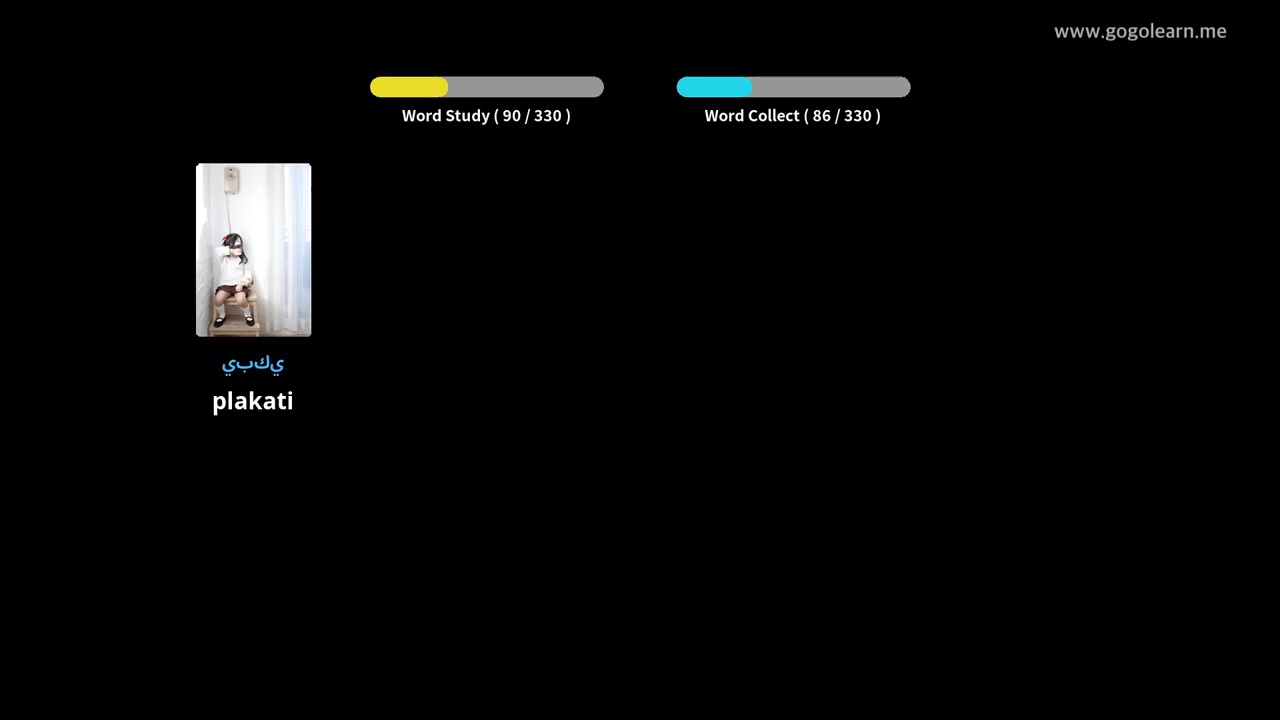 www.gogolearn.me
Word Study ( 90 / 330 )
Word Collect ( 86 / 330 )
يبكي
plakati